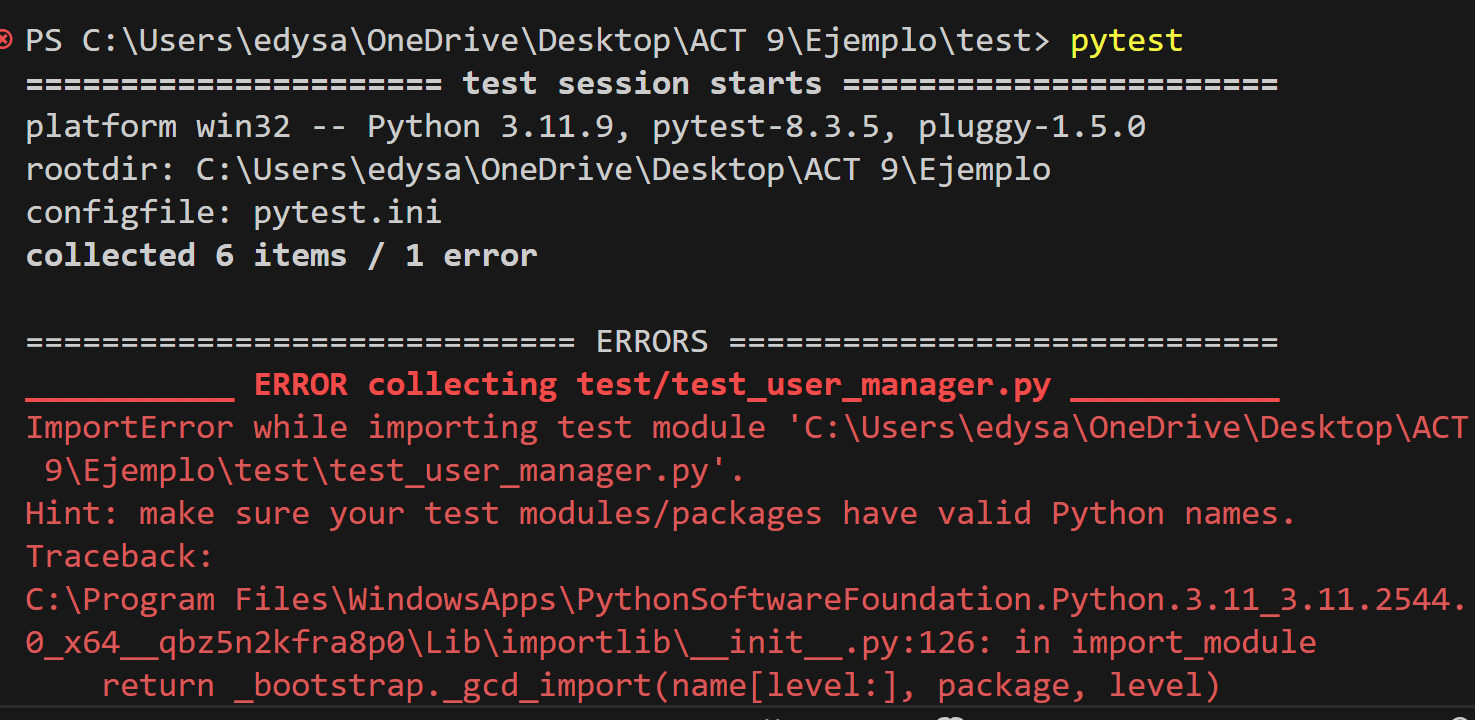 PS C:\Users\edysa\OneDrive\Desktop\ACT 9\Ejemplo\test> pytest
====================== test session starts =======================
platform win32 -- Python 3.11.9, pytest-8.3.5, pluggy-1.5.0
rootdir: C:\Users\edysa\OneDrive\Desktop\ACT 9\Ejemplo
configfile: pytest.ini
collected 6 items / 1 error
============================= ERRORS =============================
___________ ERROR collecting test/test_user_manager.py ___________
ImportError while importing test module 'C:\Users\edysa\OneDrive\Desktop\ACT
 9\Ejemplo\test\test_user_manager.py'.
Hint: make sure your test modules/packages have valid Python names.
Traceback:
C:\Program Files\WindowsApps\PythonSoftwareFoundation.Python.3.11_3.11.2544.
0_x64__qbz5n2kfra8p0\Lib\importlib\__init__.py:126: in import_module
    return _bootstrap._gcd_import(name[level:], package, level)